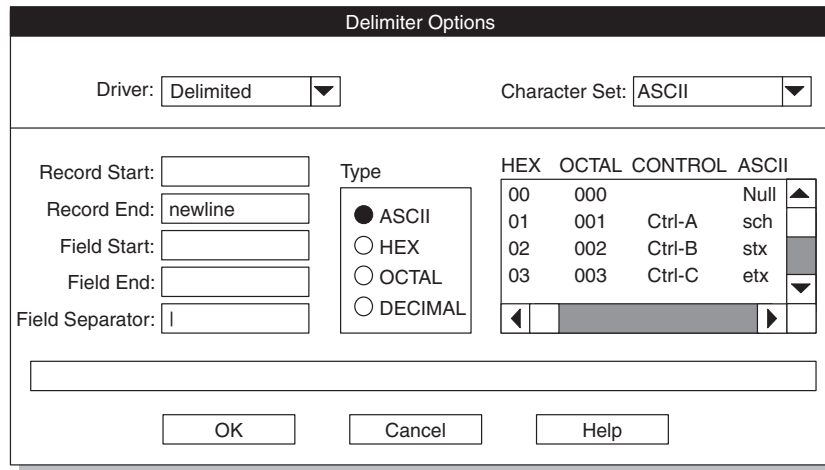 Delimiter Options
Driver: Delimited Character Set: ASCII
Record Start:
Record End: newline
Field Start:
Field End:
Field Separator: |
Type
ASCII
HEX
OCTAL
DECIMAL
HEX OCTAL CONTROL ASCII
00 000 Null
01 001 Ctrl-A sch
02 002 Ctrl-B stx
03 003 Ctrl-C etx
OK Cancel Help